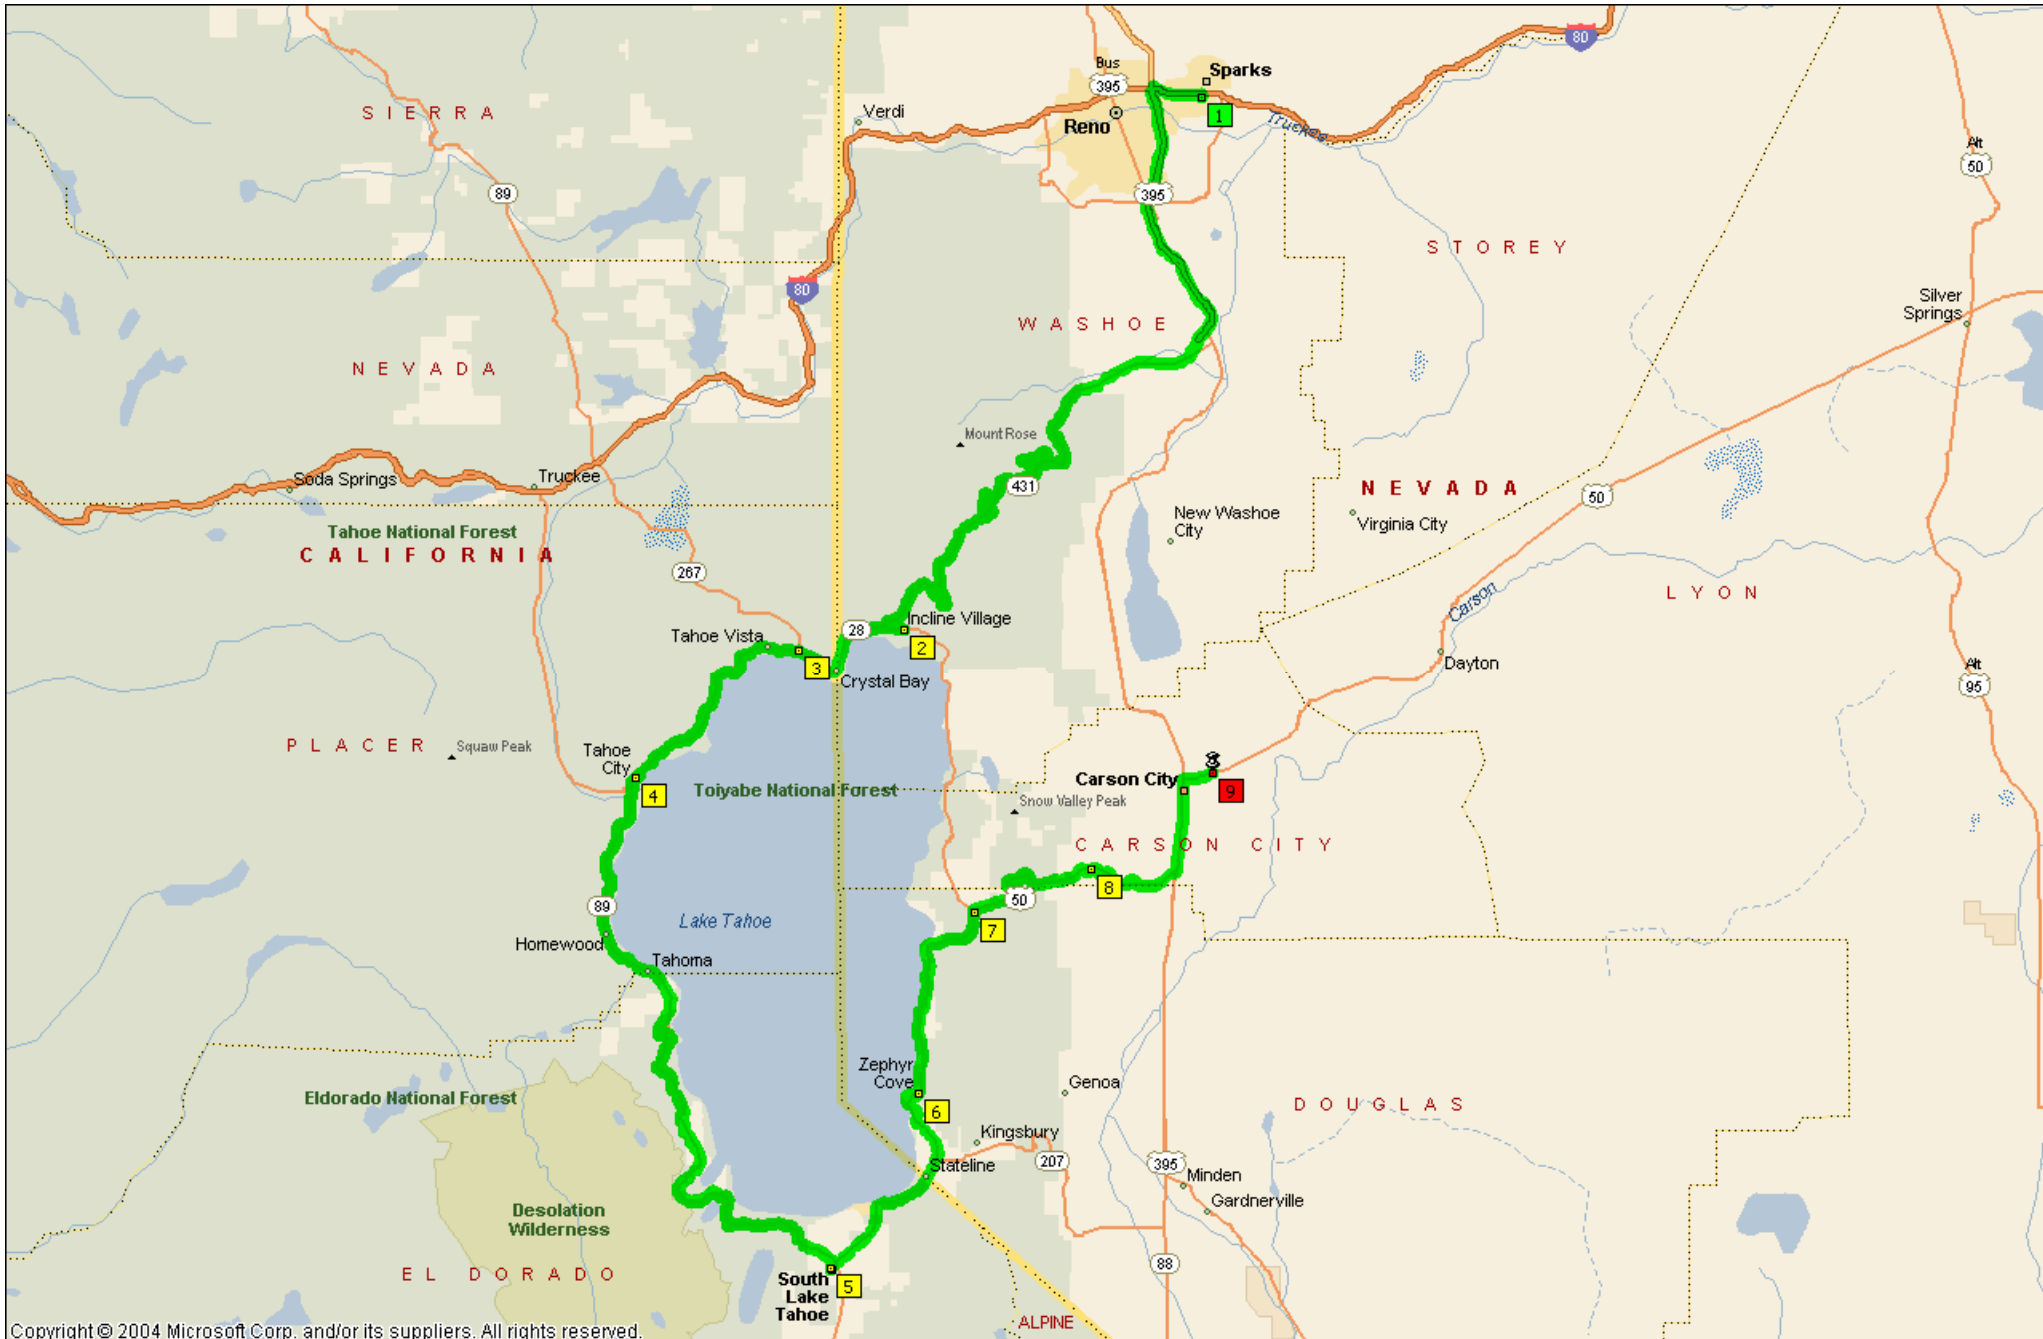 80
Bus
395
Sparks
1
SIERRA
Verdi
Reno
Truckee
Alt
50
89
395
STOREY
80
Silver
Springs
WASHOE
NEVADA
Mount Rose
Soda Springs
Truckee
431
NEVADA
50
Tahoe National Forest
CALIFORNIA
New Washoe
City
Virginia City
267
Carson
LYON
Incline Village
28
Tahoe Vista
2
3
Crystal Bay
Dayton
Alt
95
PLACER
Squaw Peak
Tahoe
City
4
Toiyabe National Forest
Carson City
9
Snow Valley Peak
CARSON CITY
8
50
89
Lake Tahoe
7
Homewood
Tahoma
Zephyr
Cove
6
Genoa
Eldorado National Forest
DOUGLAS
Kingsbury
207
395
Stateline
Minden
Gardnerville
Desolation
Wilderness
88
EL DORADO
South
Lake
Tahoe
5
ALPINE
Copyright © 2004 Microsoft Corp. and/or its suppliers. All rights reserved.